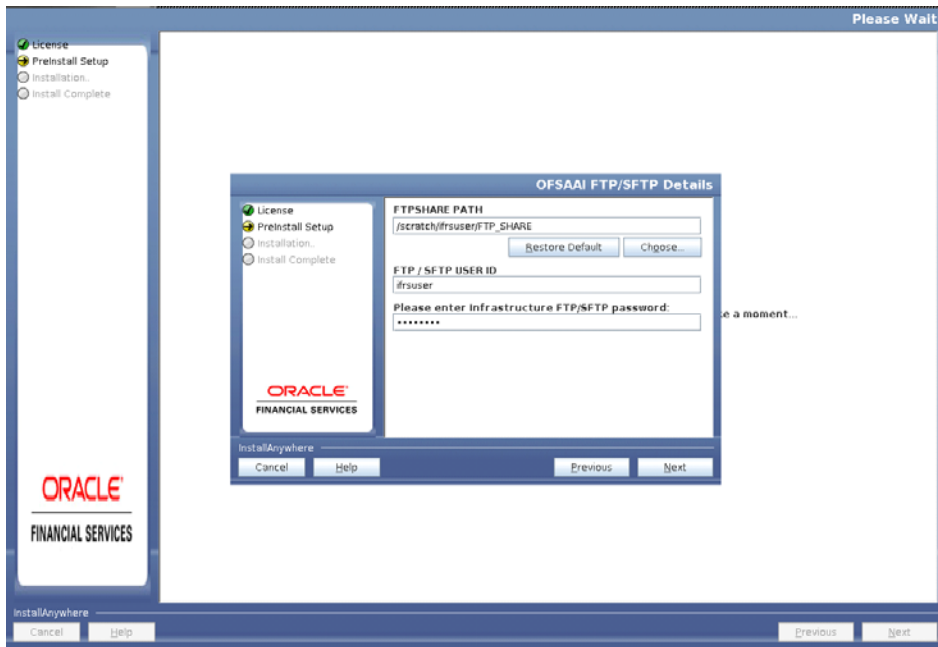 Please Wait
License
PreInstall Setup
Installation..
Install Complete
OFSAAI FTP/SFTP Details
License
PreInstall Setup
Installation..
Install Complete
FTPSHARE PATH
/scratch/ifrsuser/FTP_SHARE
Restore Default Choose...
FTP / SFTP USER ID
ifrsuser
Please enter Infrastructure FTP/SFTP password:
••••••••
a moment...
ORACLE
FINANCIAL SERVICES
InstallAnywhere
Cancel Help Previous Next
ORACLE
FINANCIAL SERVICES
InstallAnywhere
Cancel Help Previous Next